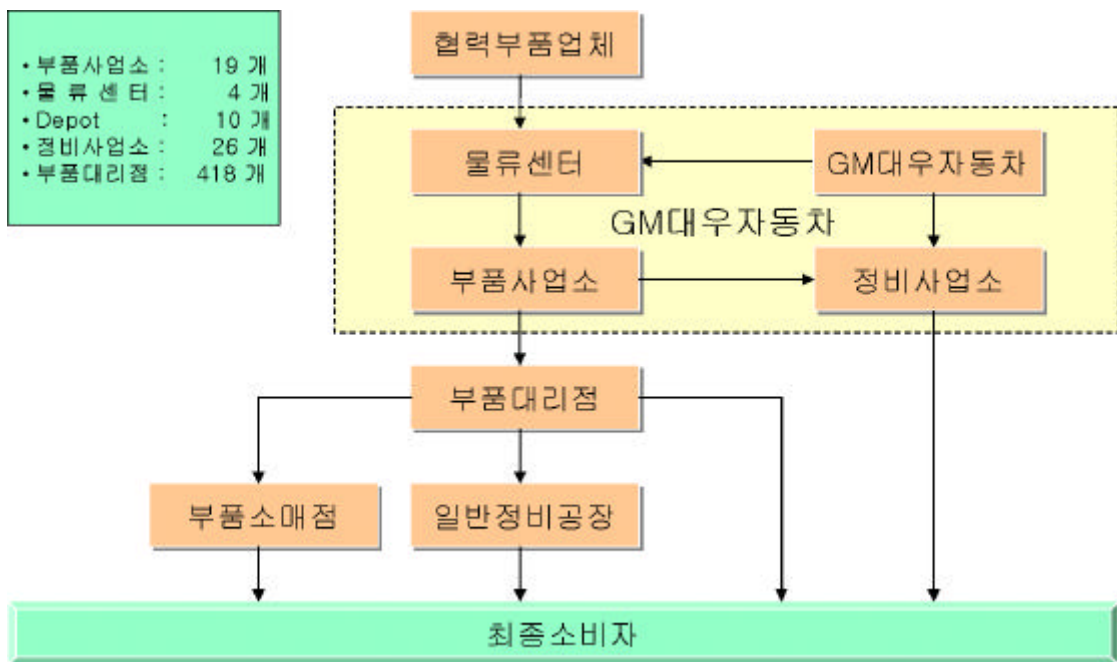 • 부품사업소 : 19 개
• 물 류 센 터 : 4 개
• Depot : 10 개
• 정비사업소 : 26 개
• 부품대리점 : 418 개
협력부품업체
물류센터
GM대우자동차
GM대우자동차
부품사업소
정비사업소
부품대리점
부품소매점
일반정비공장
최종소비자